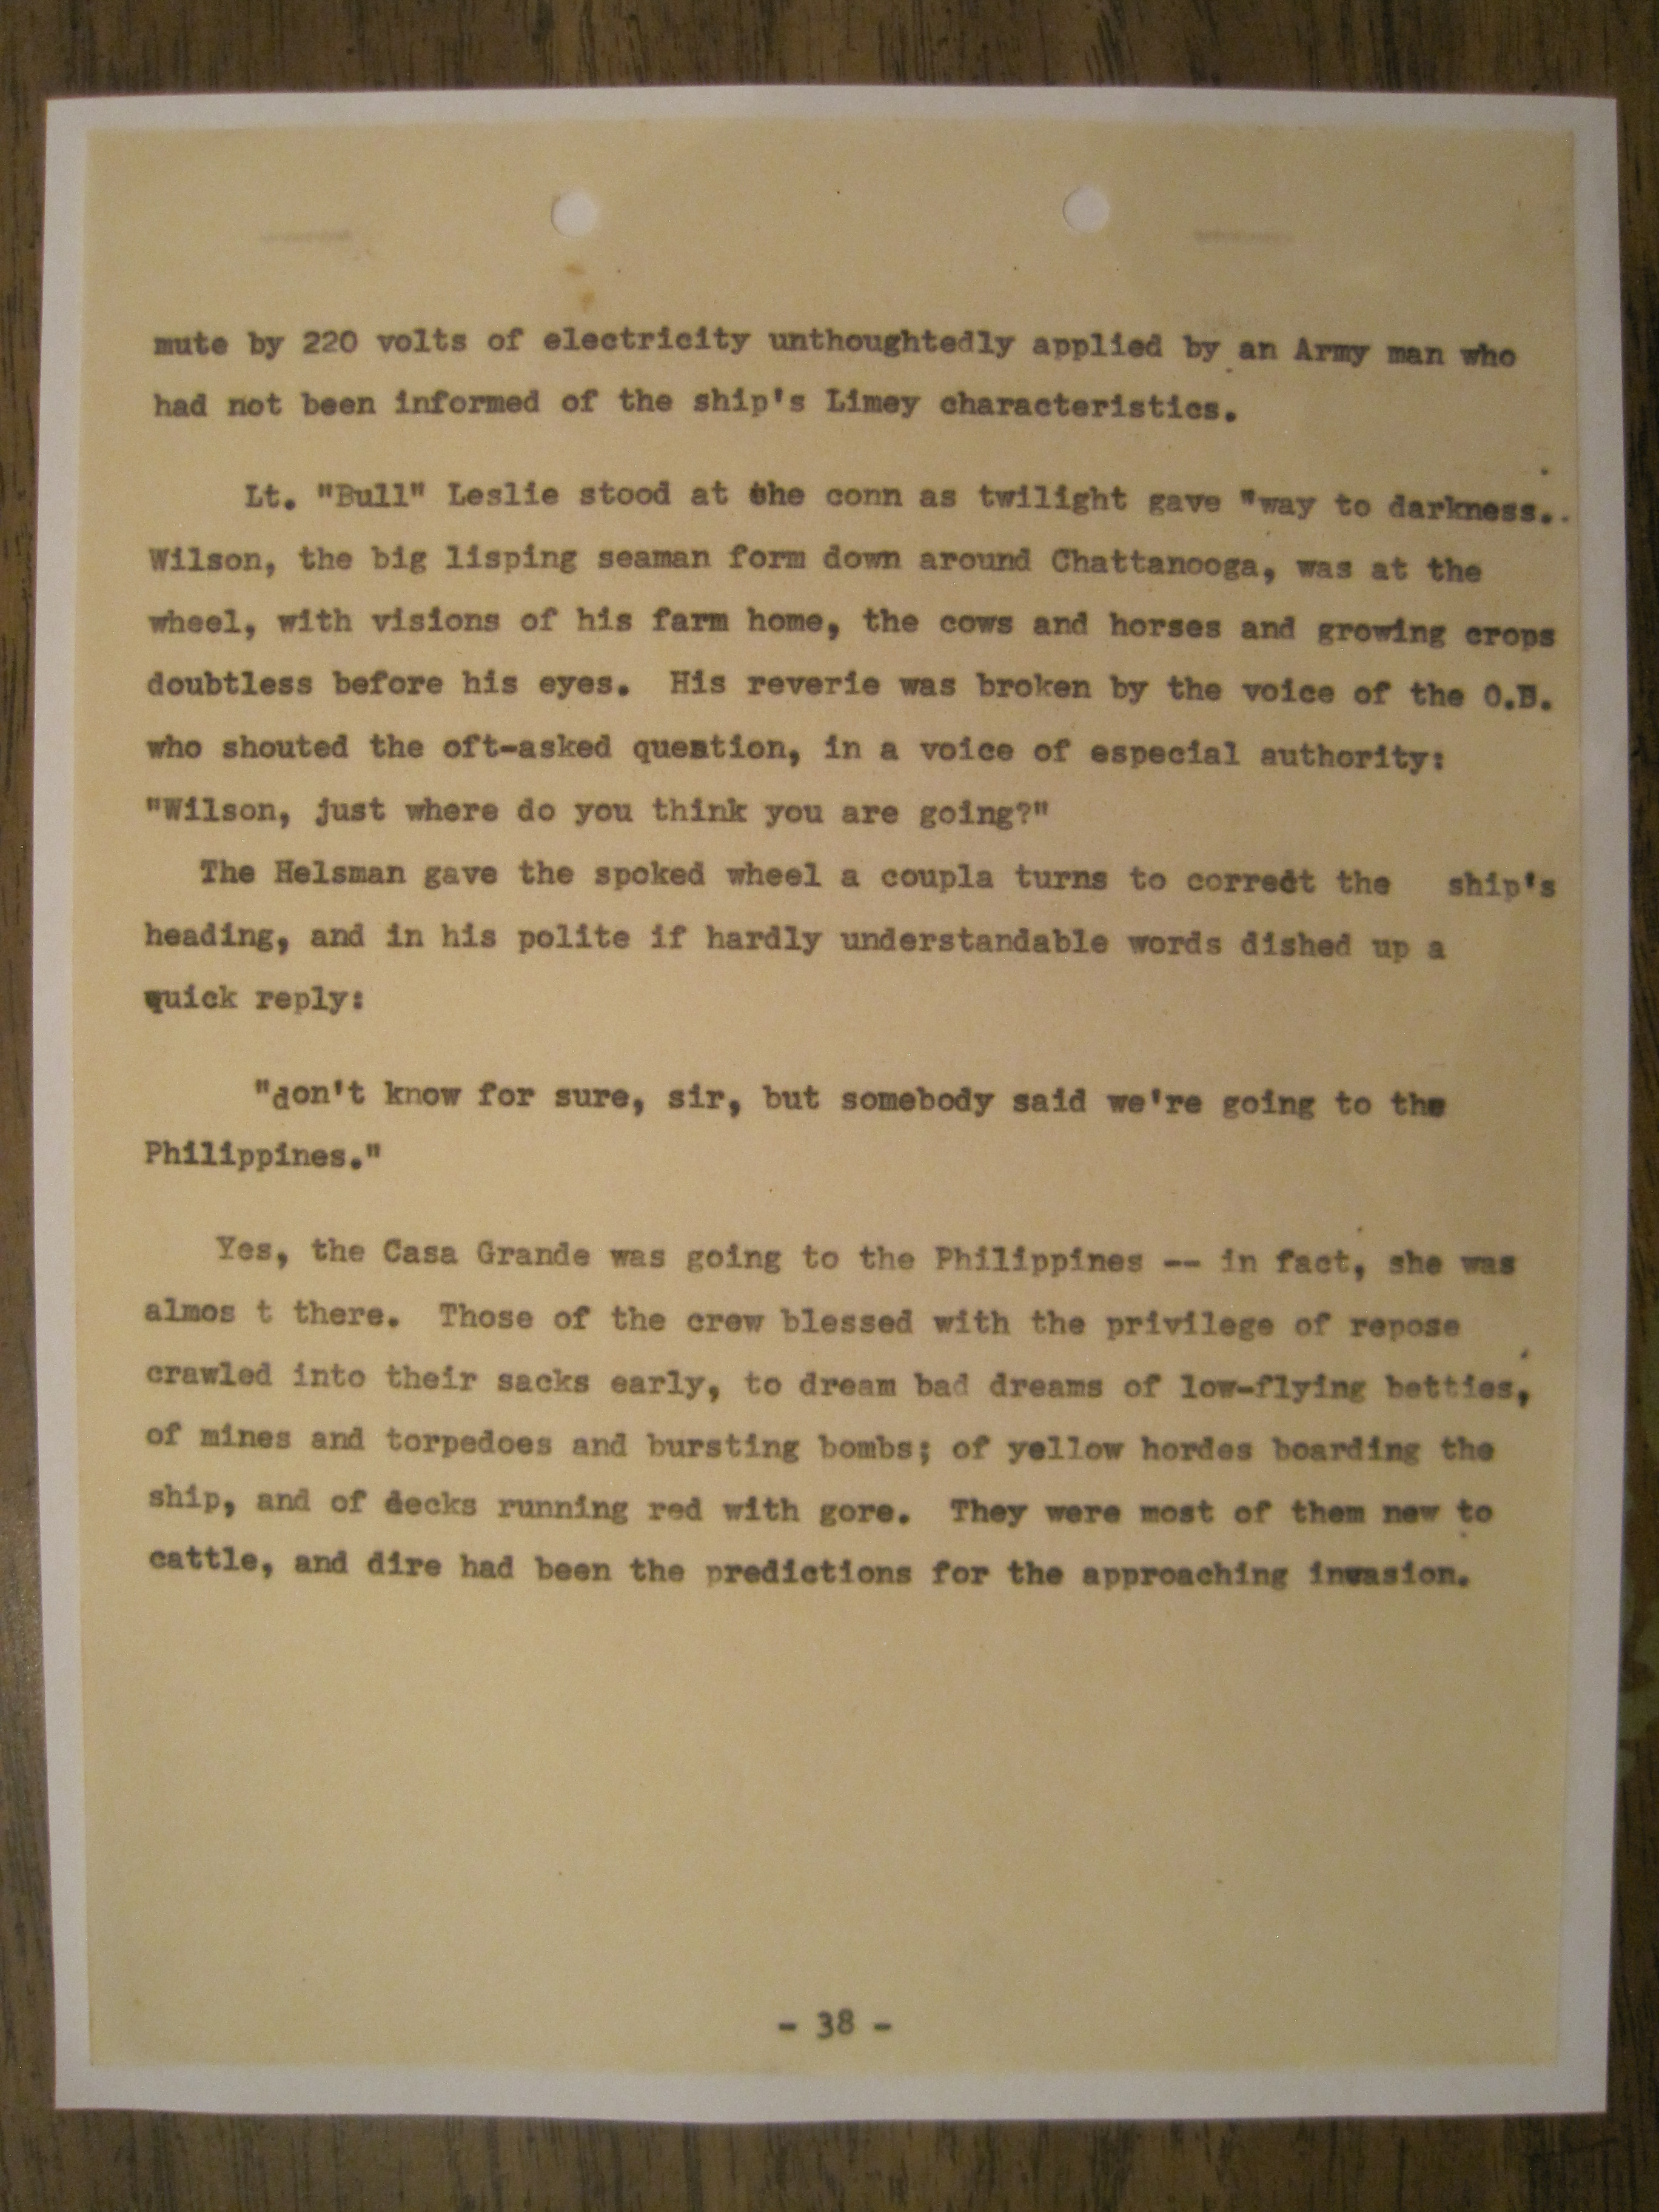 mute by 220 volts of electricity unthoughtedly applied by an Army man who
had not been informed of the ship's Limey characteristics.
Lt. "Bull" Leslie stood at the conn as twilight gave "way to darkness..
Wilson, the big lisping seaman form down around Chattanooga, was at the
wheel, with visions of his farm home, the cows and horses and growing crops
doubtless before his eyes. His reverie was broken by the voice of the O.D.
who shouted the oft-asked question, in a voice of especial authority:
"Wilson, just where do you think you are going?"
The Helsman gave the spoked wheel a coupla turns to correct the ship's
heading, and in his polite if hardly understandable words dished up a
quick reply:
"don't know for sure, sir, but somebody said we're going to the
Philippines."
Yes, the Casa Grande was going to the Philippines -- in fact, she was
almos t there. Those of the crew blessed with the privilege of repose
crawled into their sacks early, to dream bad dreams of low-flying betties,
of mines and torpedoes and bursting bombs; of yellow hordes boarding the
ship, and of decks running red with gore. They were most of them new to
cattle, and dire had been the predictions for the approaching invasion.
- 38 -